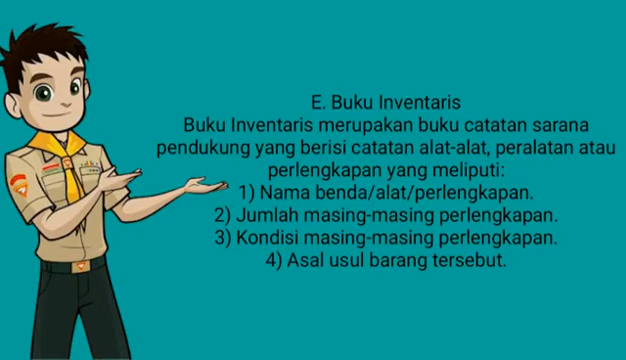 E. Buku Inventaris
Buku Inventaris merupakan buku catatan sarana
pendukung yang berisi catatan alat-alat, peralatan atau
perlengkapan yang meliputi:
1) Nama benda/alat/perlengkapan.
2) Jumlah masing-masing perlengkapan.
3) Kondisi masing-masing perlengkapan.
4) Asal usul barang tersebut.